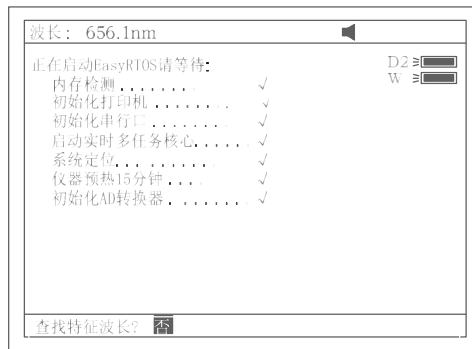 波长: 656.1nm
正在启动EasyRTOS请等待:
D2
内存检测........ √
W
初始化打印机........ √
初始化串行口........ √
启动实时多任务核心...... √
系统定位.......... √
仪器预热15分钟.... √
初始化AD转换器........ √
查找特征波长? 否